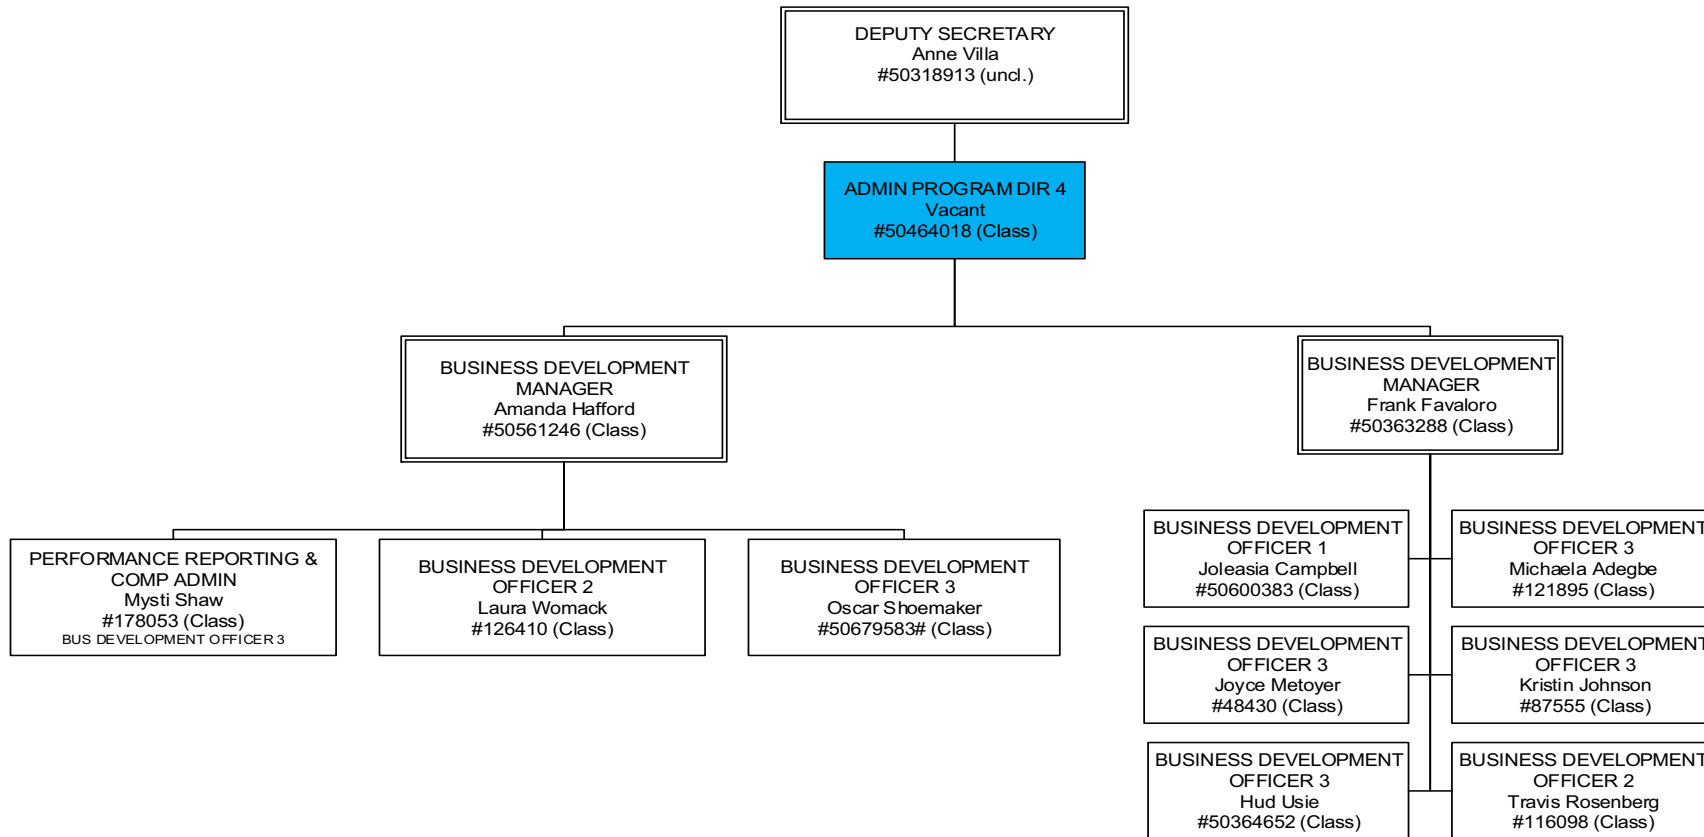 DEPUTY SECRETARY
Anne Villa
#50318913 (uncl.)
ADMIN PROGRAM DIR 4
Vacant
#50464018 (Class)
BUSINESS DEVELOPMENT
MANAGER
Amanda Hafford
#50561246 (Class)
BUSINESS DEVELOPMENT
MANAGER
Frank Favaloro
#50363288 (Class)
PERFORMANCE REPORTING &
COMP ADMIN
Mysti Shaw
#178053 (Class)
BUS DEVELOPMENT OFFICER 3
BUSINESS DEVELOPMENT
OFFICER 2
Laura Womack
#126410 (Class)
BUSINESS DEVELOPMENT
OFFICER 3
Oscar Shoemaker
#50679583# (Class)
BUSINESS DEVELOPMENT
OFFICER 1
Joleasia Campbell
#50600383 (Class)
BUSINESS DEVELOPMENT
OFFICER 3
Michaela Adegbe
#121895 (Class)
BUSINESS DEVELOPMENT
OFFICER 3
Joyce Metoyer
#48430 (Class)
BUSINESS DEVELOPMENT
OFFICER 3
Kristin Johnson
#87555 (Class)
BUSINESS DEVELOPMENT
OFFICER 3
Hud Usie
#50364652 (Class)
BUSINESS DEVELOPMENT
OFFICER 2
Travis Rosenberg
#116098 (Class)